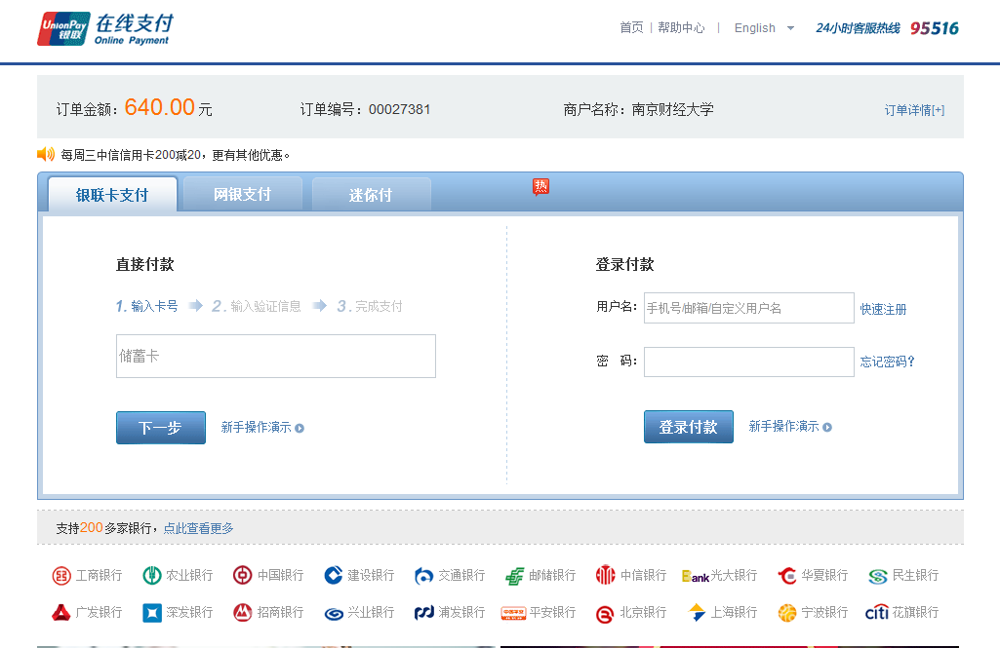 UnionPay 银联 在线支付 Online Payment
首页 | 帮助中心 | English 24小时客服热线 95516
订单金额：640.00元 订单编号：00027381 商户名称：南京财经大学 订单详情[+]
每周三中信信用卡200减20，更有其他优惠。
银联卡支付 网银支付 迷你付 热
直接付款
1. 输入卡号 2. 输入验证信息 3. 完成支付
储蓄卡
下一步 新手操作演示
登录付款
用户名： 手机号/邮箱/自定义用户名 快速注册
密 码： 忘记密码?
登录付款 新手操作演示
支持200多家银行，点此查看更多
工商银行 农业银行 中国银行 建设银行 交通银行 邮储银行 中信银行 Bank 光大银行 华夏银行 民生银行
广发银行 深发银行 招商银行 兴业银行 浦发银行 平安银行 北京银行 上海银行 宁波银行 citi 花旗银行